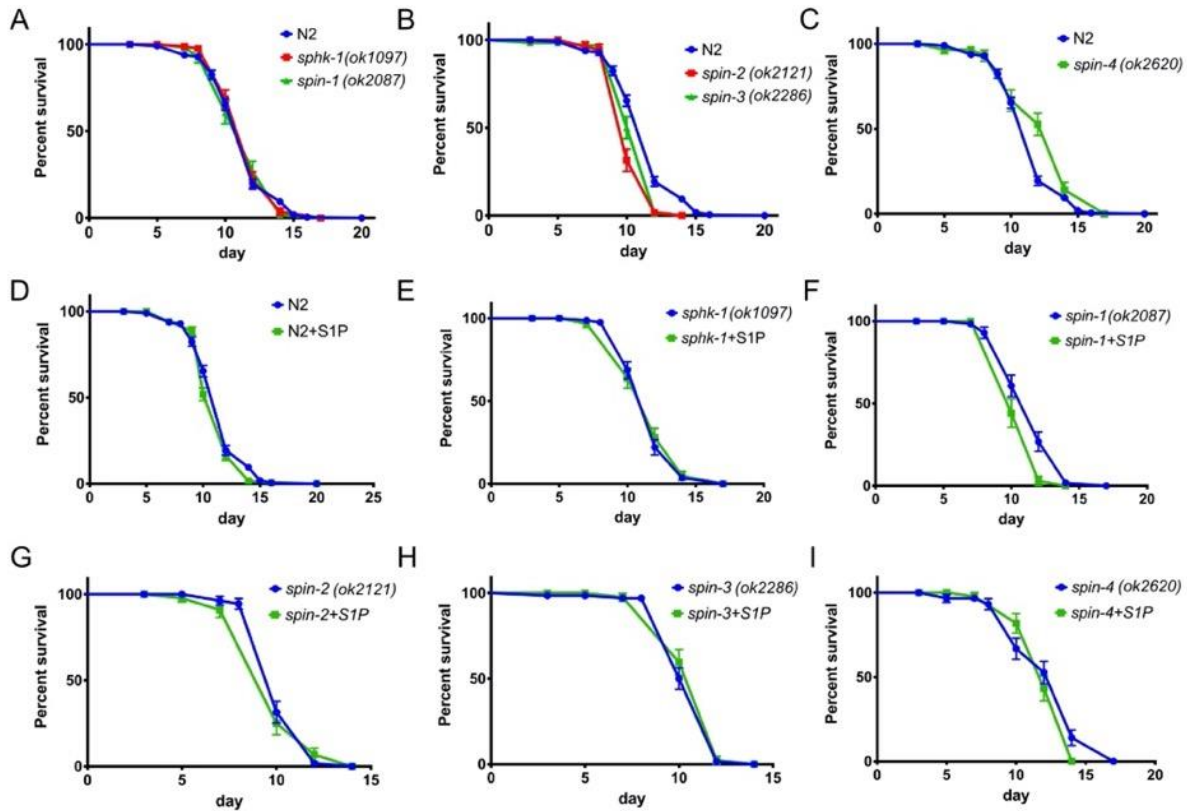 A
N2
sphk-1(ok1097)
spin-1(ok2087)
Percent survival
100
50
0
0 5 10 15 20
day
B
N2
spin-2 (ok2121)
spin-3 (ok2286)
Percent survival
100
50
0
0 5 10 15 20
day
C
N2
spin-4 (ok2620)
Percent survival
100
50
0
0 5 10 15 20
day
D
N2
N2+S1P
Percent survival
100
50
0
0 5 10 15 20 25
day
E
sphk-1(ok1097)
sphk-1+S1P
Percent survival
100
50
0
0 5 10 15 20
day
F
spin-1(ok2087)
spin-1+S1P
Percent survival
100
50
0
0 5 10 15 20
day
G
spin-2 (ok2121)
spin-2+S1P
Percent survival
100
50
0
0 5 10 15
day
H
spin-3 (ok2286)
spin-3+S1P
Percent survival
100
50
0
0 5 10 15
day
I
spin-4 (ok2620)
spin-4+S1P
Percent survival
100
50
0
0 5 10 15 20
day